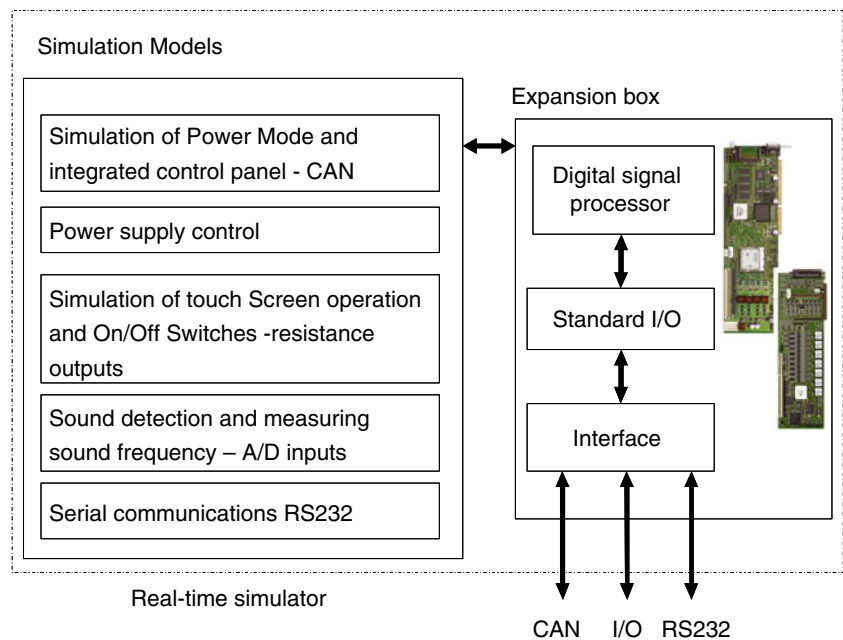 Simulation Models
Simulation of Power Mode and
integrated control panel - CAN
Power supply control
Simulation of touch Screen operation
and On/Off Switches -resistance
outputs
Sound detection and measuring
sound frequency – A/D inputs
Serial communications RS232
Expansion box
Digital signal
processor
Standard I/O
Interface
Real-time simulator
CAN I/O RS232